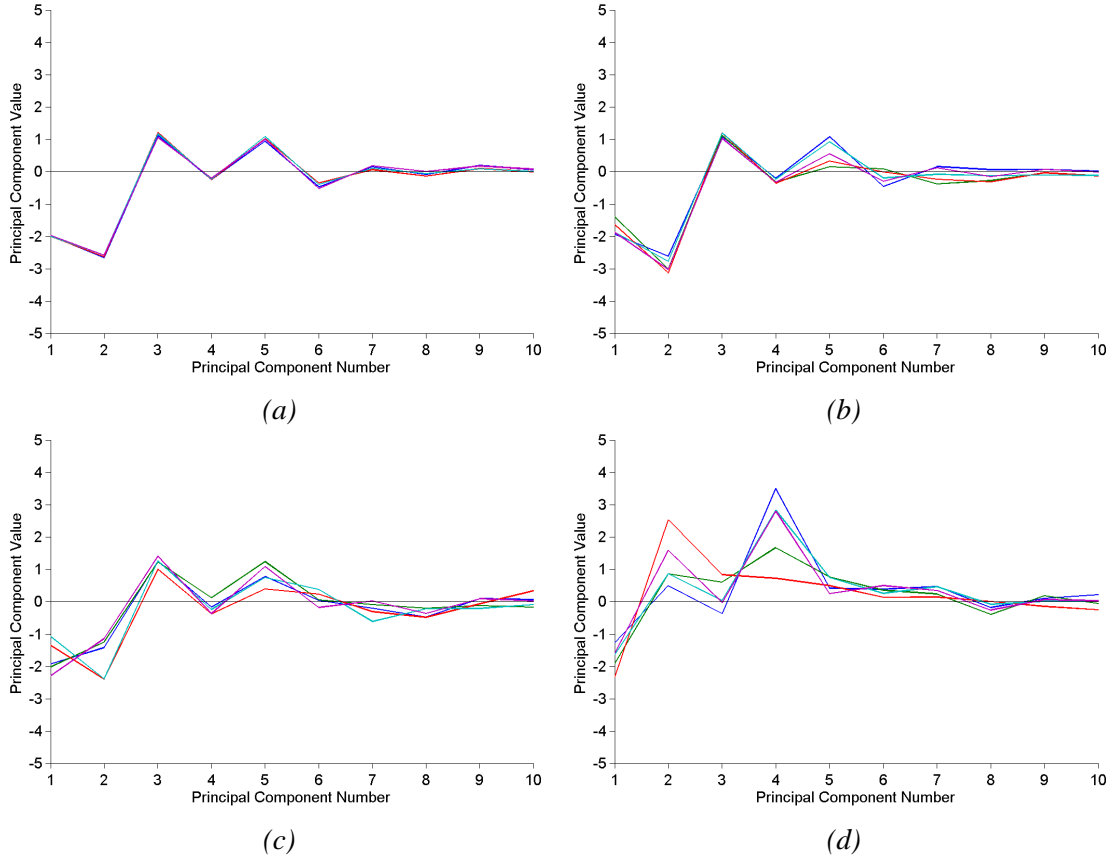 5 4 3 2 1 0 -1 -2 -3 -4 -5
Principal Component Value
1 2 3 4 5 6 7 8 9 10
Principal Component Number
(a)
5 4 3 2 1 0 -1 -2 -3 -4 -5
Principal Component Value
1 2 3 4 5 6 7 8 9 10
Principal Component Number
(b)
5 4 3 2 1 0 -1 -2 -3 -4 -5
Principal Component Value
1 2 3 4 5 6 7 8 9 10
Principal Component Number
(c)
5 4 3 2 1 0 -1 -2 -3 -4 -5
Principal Component Value
1 2 3 4 5 6 7 8 9 10
Principal Component Number
(d)